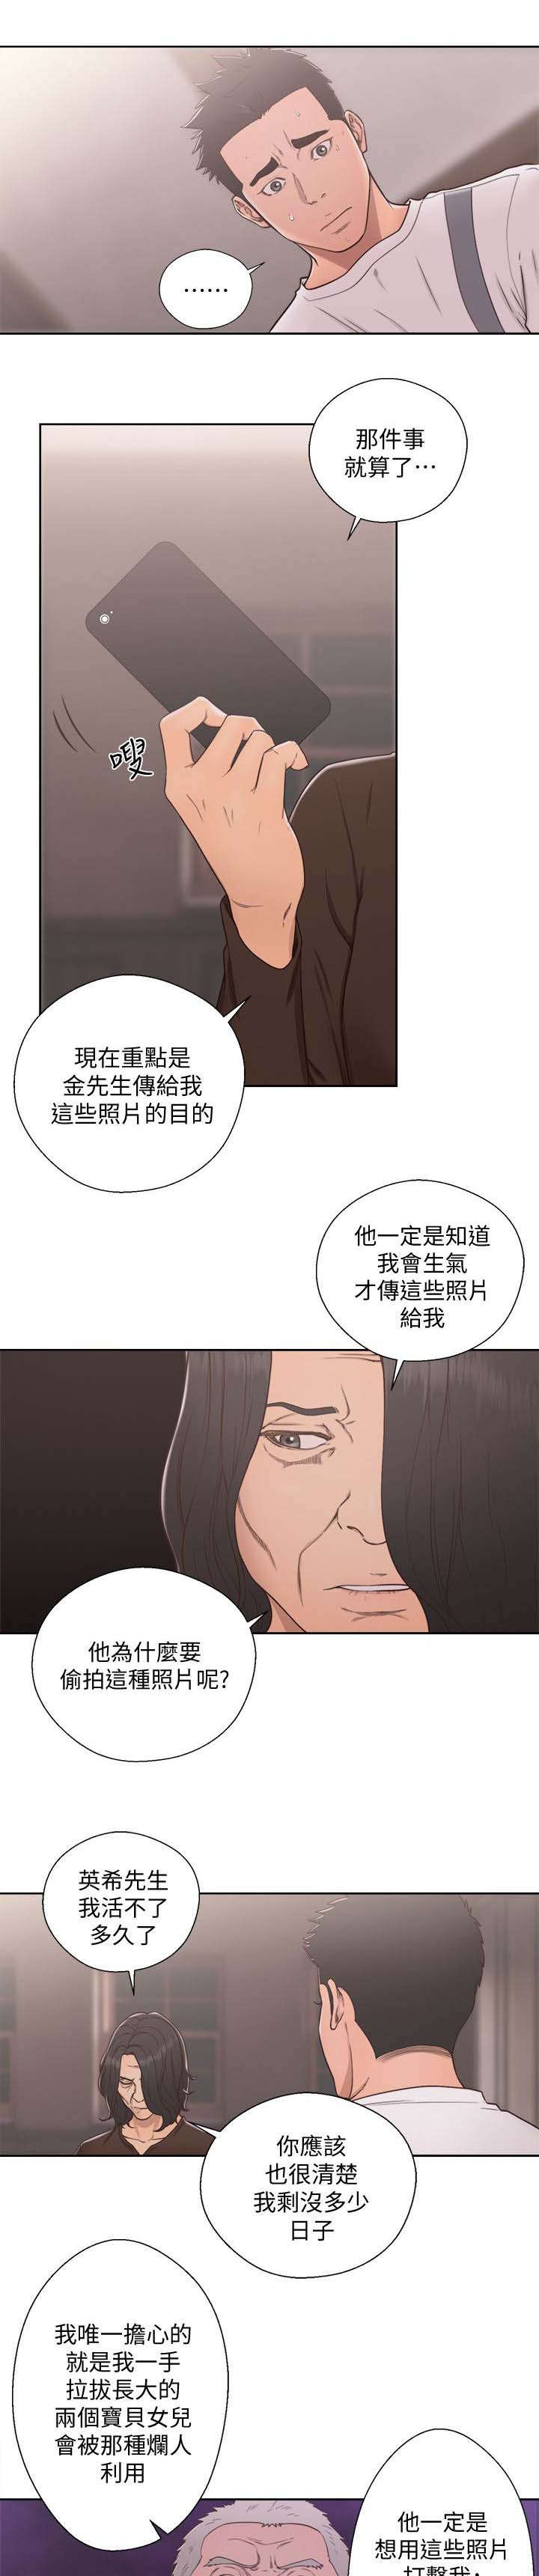 ……
那件事
就算了…
嗖
現在重點是
金先生傳給我
這些照片的目的
他一定是知道
我會生氣
才傳這些照片
給我
他為什麼要
偷拍這種照片呢?
英希先生
我活不了
多久了
你應該
也很清楚
我剩沒多少
日子
我唯一擔心的
就是我一手
拉拔長大的
兩個寶貝女兒
會被那種爛人
利用
他一定是
想用這些照片
打擊我